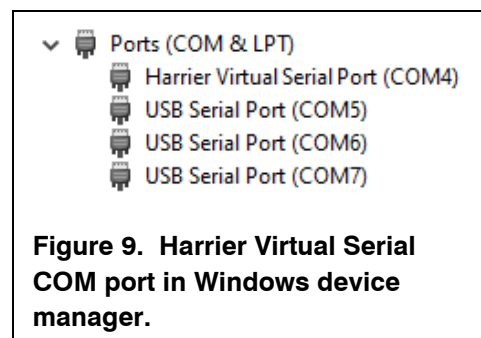 Ports (COM & LPT)
Harrier Virtual Serial Port (COM4)
USB Serial Port (COM5)
USB Serial Port (COM6)
USB Serial Port (COM7)
Figure 9. Harrier Virtual Serial
COM port in Windows device
manager.